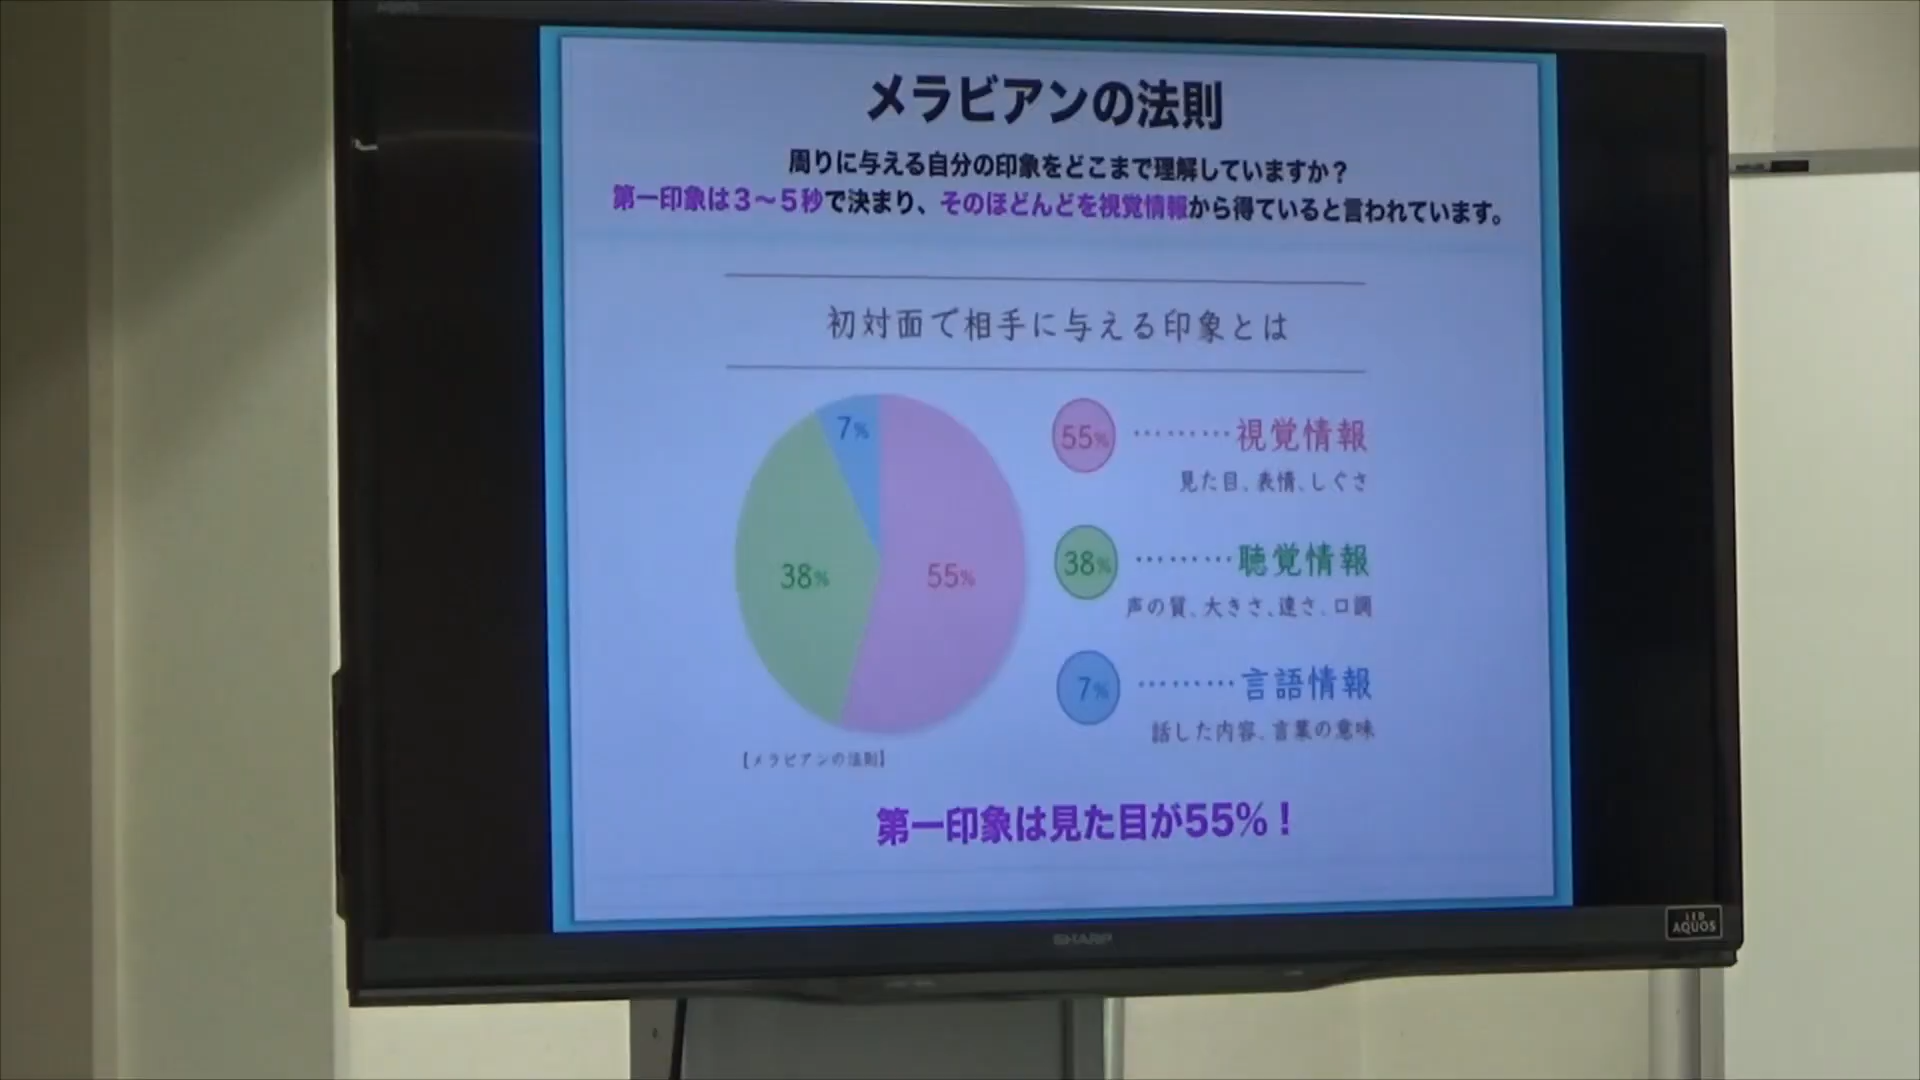 メラビアンの法則
周りに与える自分の印象をどこまで理解していますか？
第一印象は３～５秒で決まり、そのほどんどを視覚情報から得ていると言われています。
初対面で相手に与える印象とは
7%
38%
55%
55% ………視覚情報
見た目、表情、しぐさ
38% ………聴覚情報
声の質、大きさ、速さ、口調
7% ………言語情報
話した内容、言葉の意味
【メラビアンの法則】
第一印象は見た目が55%！
SHARP
LED
AQUOS
AQUOS